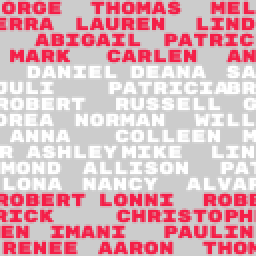 ORGE THOMAS MEL
ERRA LAUREN LIND
ABIGAIL PATRIC
MARK CARLEN AN
DANIEL DEANA SA
JULI PATRICIA BR
ROBERT RUSSELL G
DREA NORMAN WILL
ANNA COLLEEN M
R ASHLEY MIKE LIN
MOND ALLISON PAT
LONA NANCY ALVAR
ROBERT LONNI ROBE
RICK CHRISTOPH
EN IMANI PAULIN
RENEE AARON THOM